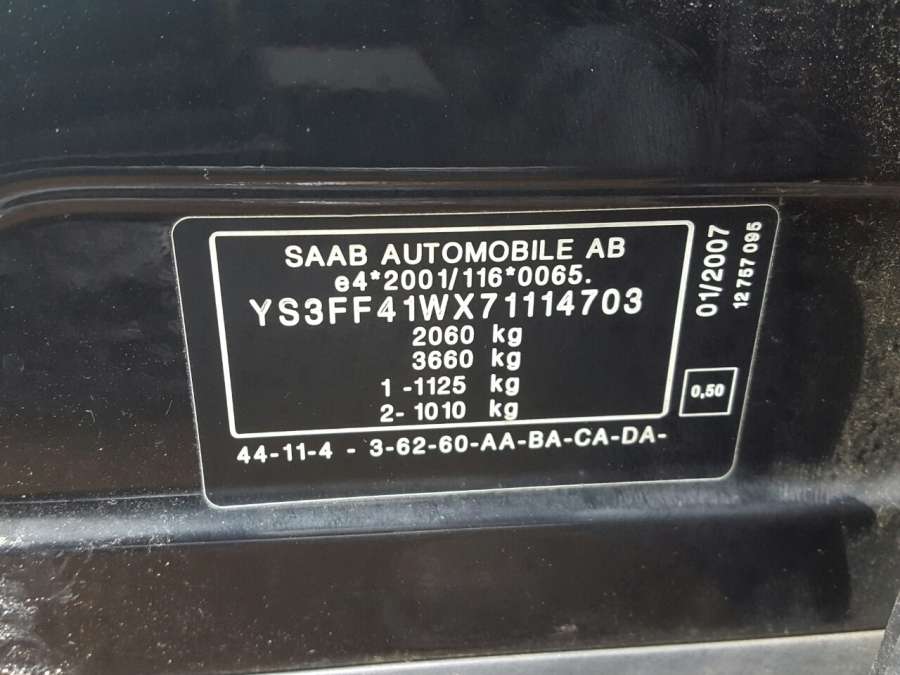 SAAB AUTOMOBILE AB
e4*2001/116*0065.
YS3FF41WX71114703
2060 kg
3660 kg
1 -1125 kg
2- 1010 kg
44-11-4 - 3-62-60-AA-BA-CA-DA-
01/2007
12 757 095
0,50